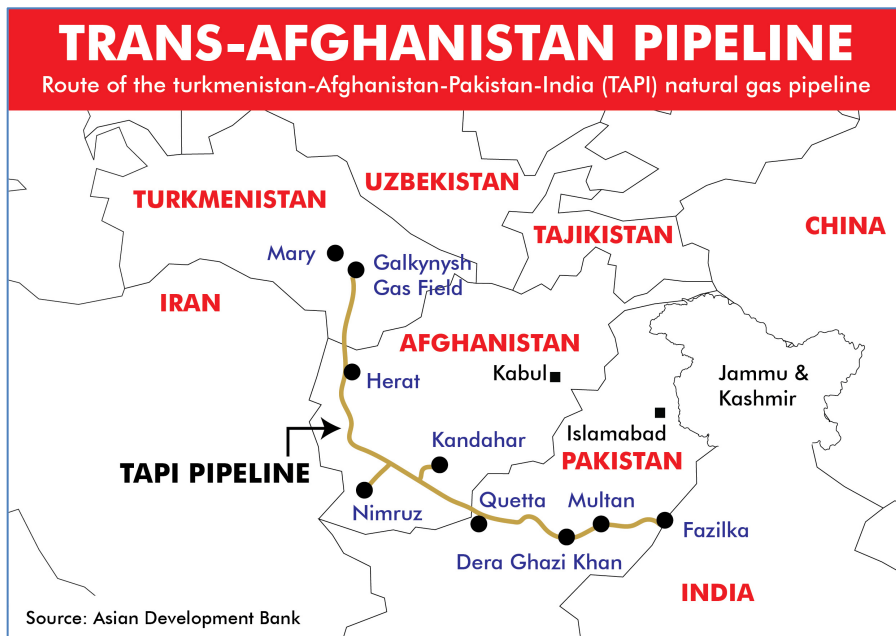 TRANS-AFGHANISTAN PIPELINE
Route of the turkmenistan-Afghanistan-Pakistan-India (TAPI) natural gas pipeline
UZBEKISTAN
TURKMENISTAN
TAJIKISTAN
CHINA
Mary
Galkynysh
Gas Field
IRAN
AFGHANISTAN
Kabul
Herat
Jammu &
Kashmir
Islamabad
PAKISTAN
Kandahar
TAPI PIPELINE
Nimruz
Quetta
Multan
Fazilka
Dera Ghazi Khan
INDIA
Source: Asian Development Bank